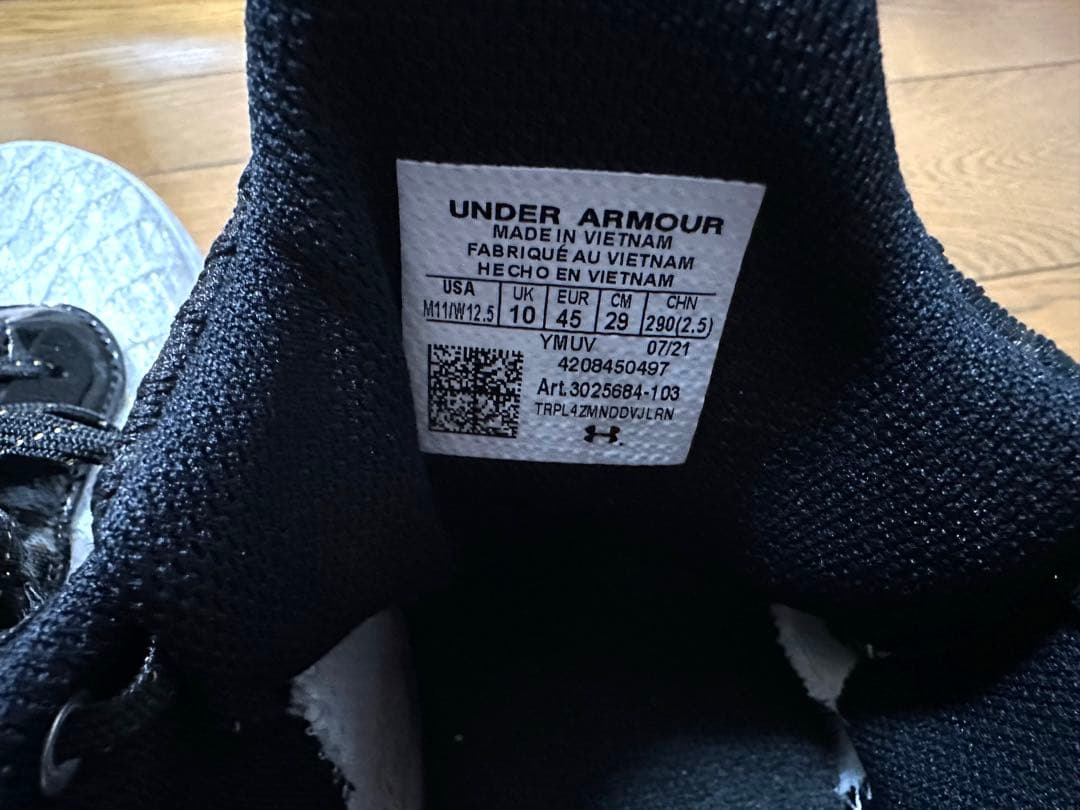 UNDER ARMOUR
MADE IN VIETNAM
FABRIQUÉ AU VIETNAM
HECHO EN VIETNAM
USA UK EUR CM CHN
M11/W12.5 10 45 29 290(2.5)
YMUV 07/21
4208450497
Art.3025684-103
TRPL4ZMNDDVJLRN